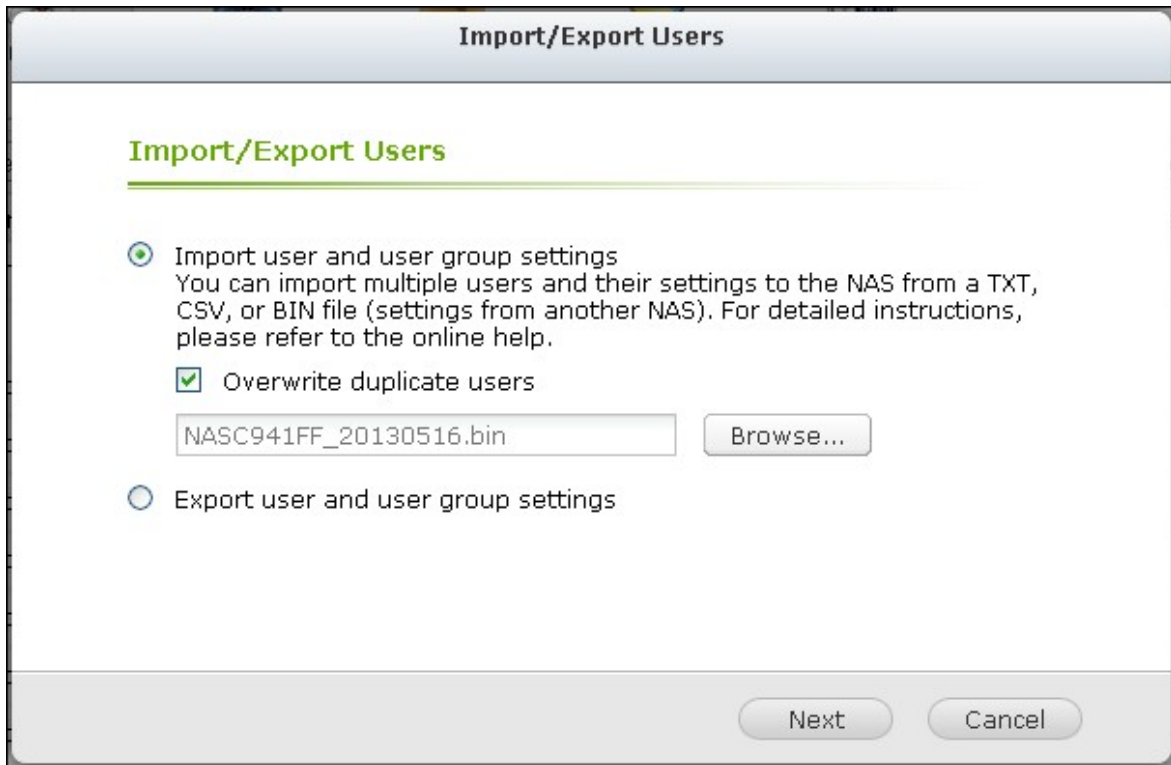 Import/Export Users
Import/Export Users
Import user and user group settings
You can import multiple users and their settings to the NAS from a TXT,
CSV, or BIN file (settings from another NAS). For detailed instructions,
please refer to the online help.
Overwrite duplicate users
NASC941FF_20130516.bin Browse...
Export user and user group settings
Next Cancel